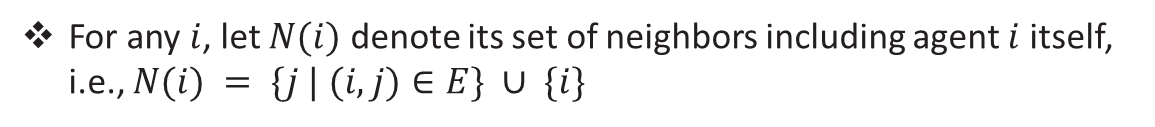 ❖ For any 𝑖, let 𝑁(𝑖) denote its set of neighbors including agent 𝑖 itself,
i.e., 𝑁(𝑖) = {𝑗 | (𝑖, 𝑗) ∈ 𝐸} ∪ {𝑖}